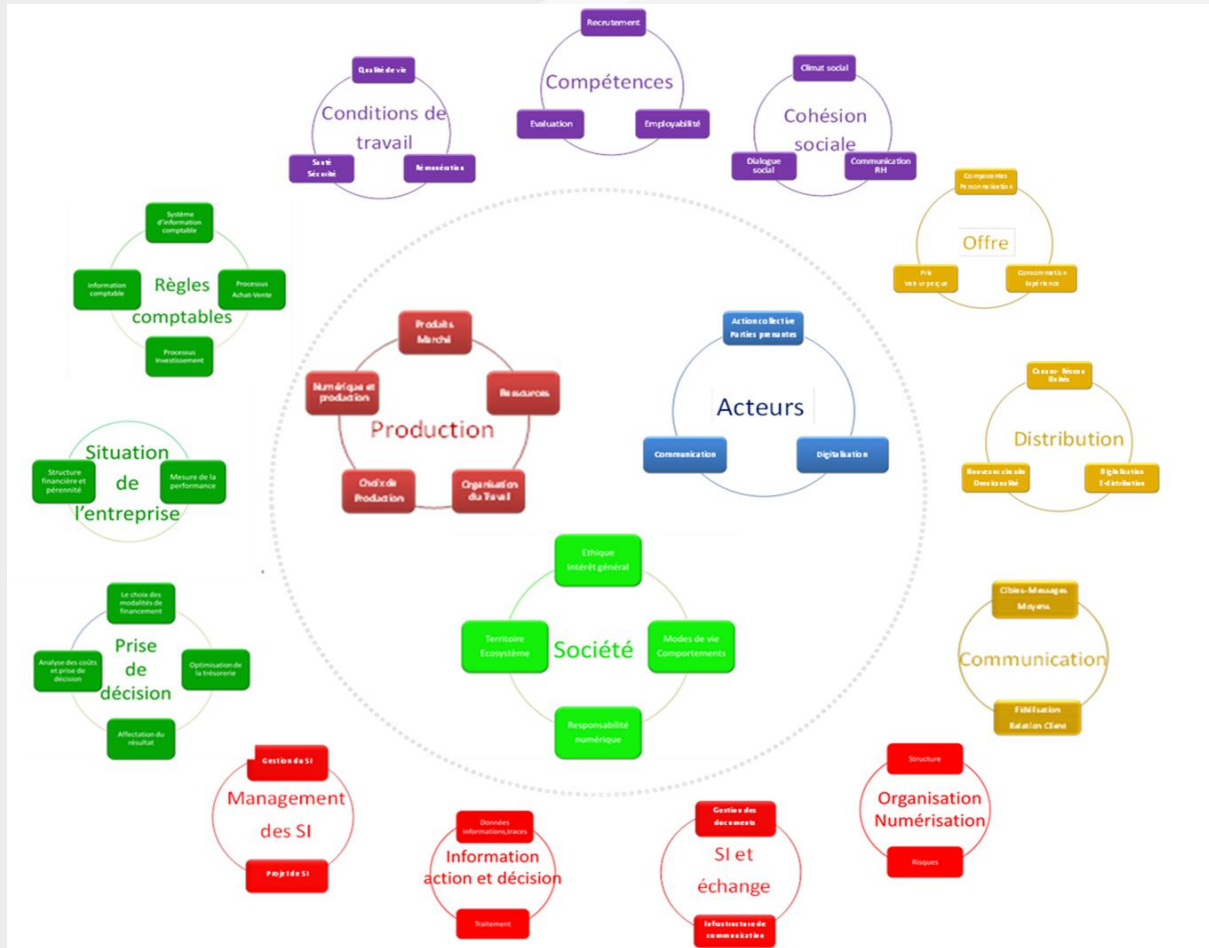 Recrutement
Compétences
Evaluation
Employabilité
Qualité de vie
Conditions de
travail
Santé
Sécurité
Rémunération
Climat social
Cohésion
sociale
Dialogue
social
Communication
RH
Composantes
Personnalisation
Offre
Prix
Valeur perçue
Consommation
Expérience
Système
d'information
comptable
information
comptable
Règles
comptables
Processus
Achat-Vente
Processus
Investissement
Produits
Marché
Numérique et
production
Ressources
Production
Choix de
Production
Organisation
du Travail
Action collective
Parties prenantes
Acteurs
Communication
Digitalisation
Canaux- Réseau
Unités
Distribution
Nouveaux circuits
Omnicanalité
Digitalisation
E-distribution
Situation
de
l'entreprise
Structure
financière et
pérennité
Mesure de la
performance
Ethique
Intérêt général
Territoire
Ecosystème
Société
Modes de vie
Comportements
Responsabilité
numérique
Le choix des
modalités de
financement
Analyse des coûts
et prise de
décision
Prise
de
décision
Optimisation de
la trésorerie
Affectation du
résultat
Cibles-Messages
Moyens
Communication
Fidélisation
Relation Client
Gestion du SI
Management
des SI
Projet de SI
Données
informations,traces
Information
action et décision
Traitement
Gestion des
documents
SI et
échange
Infrastructure de
communication
Structure
Organisation
Numérisation
Risques